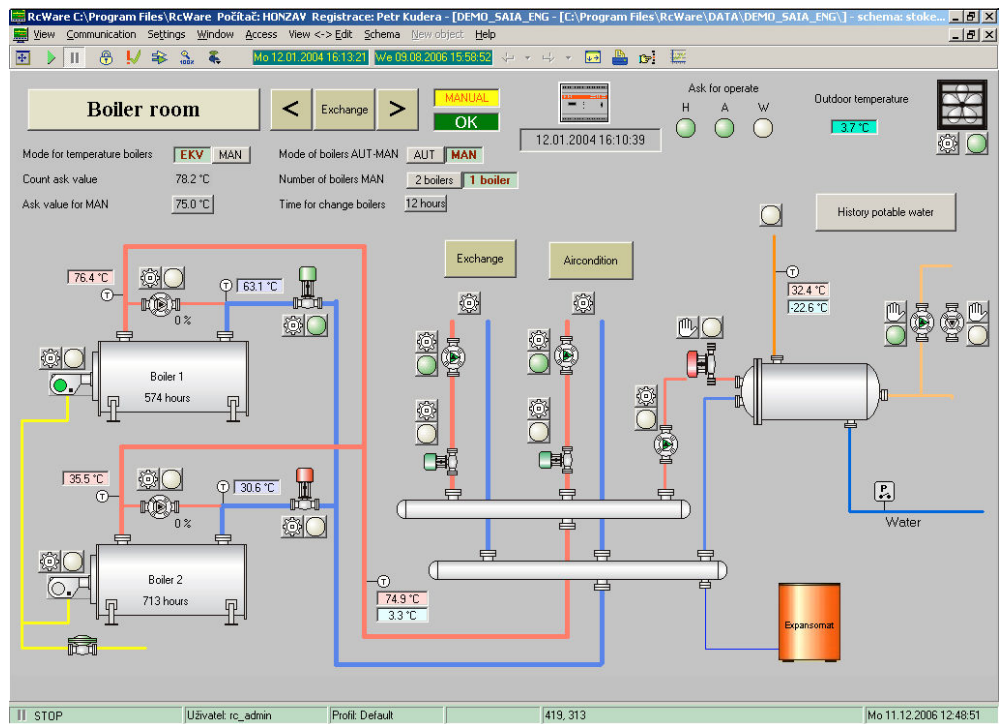 RcWare C:\Program Files\RcWare Počítač: HONZAV Registrace: Petr Kudera - [DEMO_SAIA_ENG - [C:\Program Files\RcWare\DATA\DEMO_SAIA_ENG\] - schema: stoke...
View Communication Settings Window Access View <-> Edit Schema New object Help
100x Mo 12.01.2004 16:13:21 We 09.08.2006 15:58:52
Boiler room
< Exchange >
MANUAL
OK
12.01.2004 16:10:39
Ask for operate
H A W
Outdoor temperature
3.7 °C
Mode for temperature boilers EKV MAN
Mode of boilers AUT-MAN AUT MAN
Count ask value 78.2 °C
Number of boilers MAN 2 boilers 1 boiler
Ask value for MAN 75.0 °C
Time for change boilers 12 hours
History potable water
Exchange
Aircondition
76.4 °C
T
T
63.1 °C
0 %
T
32.4 °C
-22.6 °C
Boiler 1
574 hours
35.5 °C
T
T
30.6 °C
0 %
P
Water
Boiler 2
713 hours
T
74.9 °C
3.3 °C
Expansomat
STOP Uživatel: rc_admin Profil: Default 419, 313 Mo 11.12.2006 12:48:51